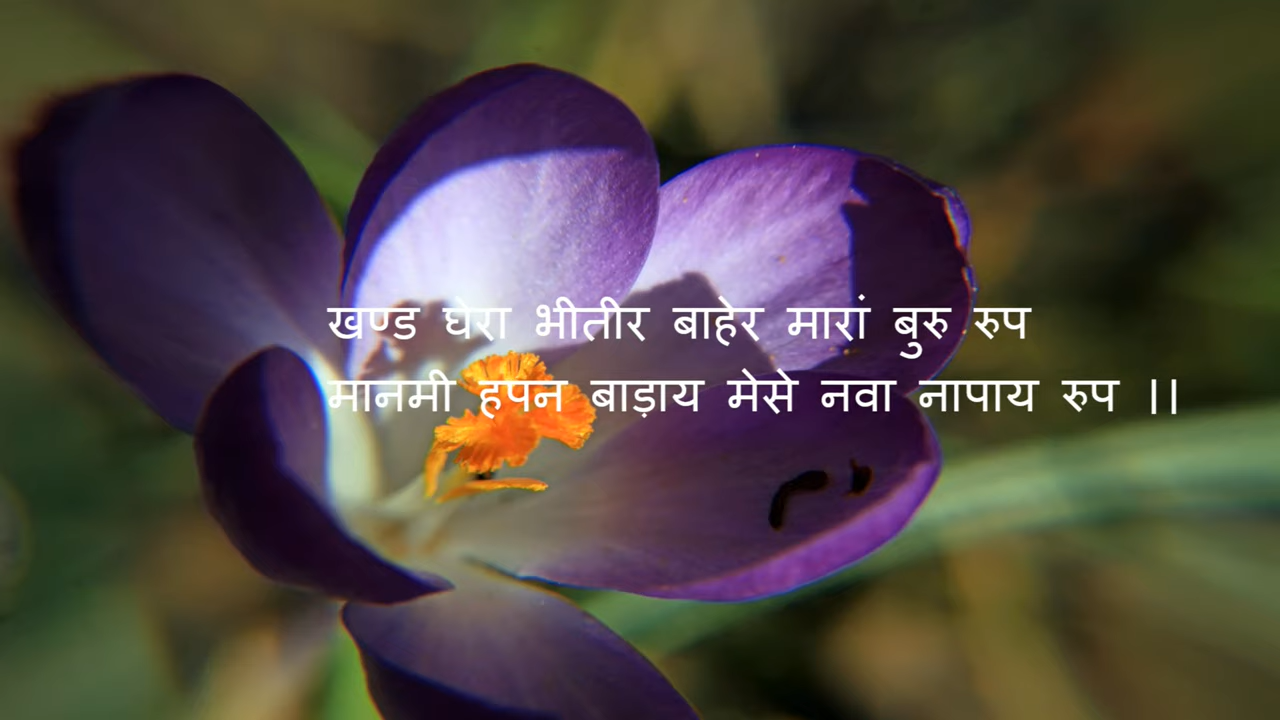 खण्ड घेरा भीतीर बाहेर मारां बुरु रुप
मानमी हपन बाड़ाय मेसे नवा नापाय रुप ।।